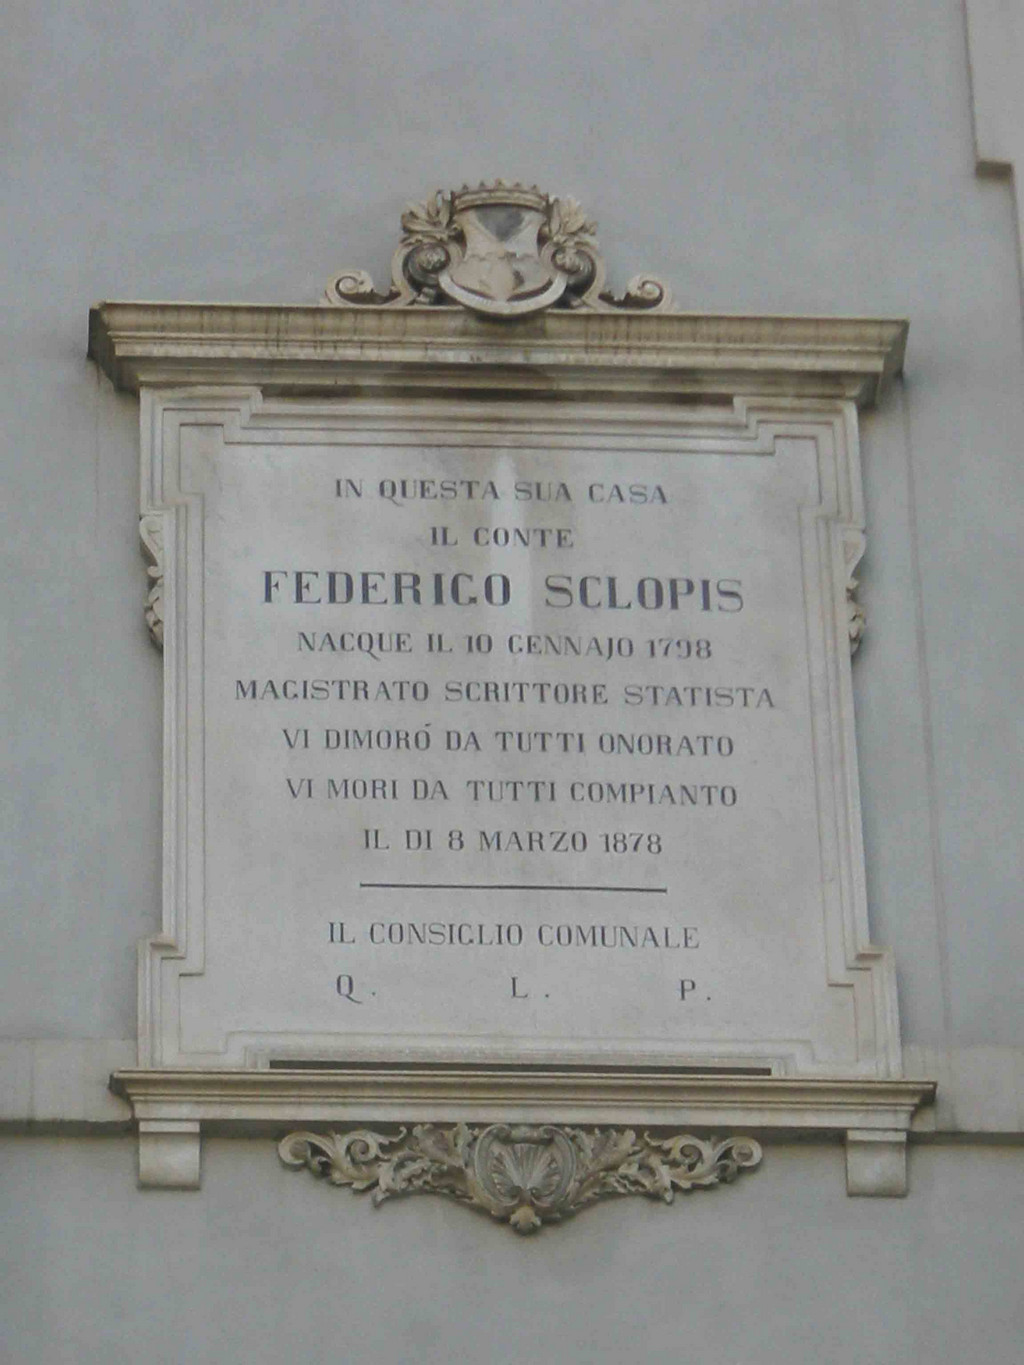 IN QUESTA SUA CASA
IL CONTE
FEDERICO SCLOPIS
NACQUE IL 10 GENNAJO 1798
MAGISTRATO SCRITTORE STATISTA
VI DIMORÓ DA TUTTI ONORATO
VI MORI DA TUTTI COMPIANTO
IL DI 8 MARZO 1878
IL CONSIGLIO COMUNALE
Q. L. P.